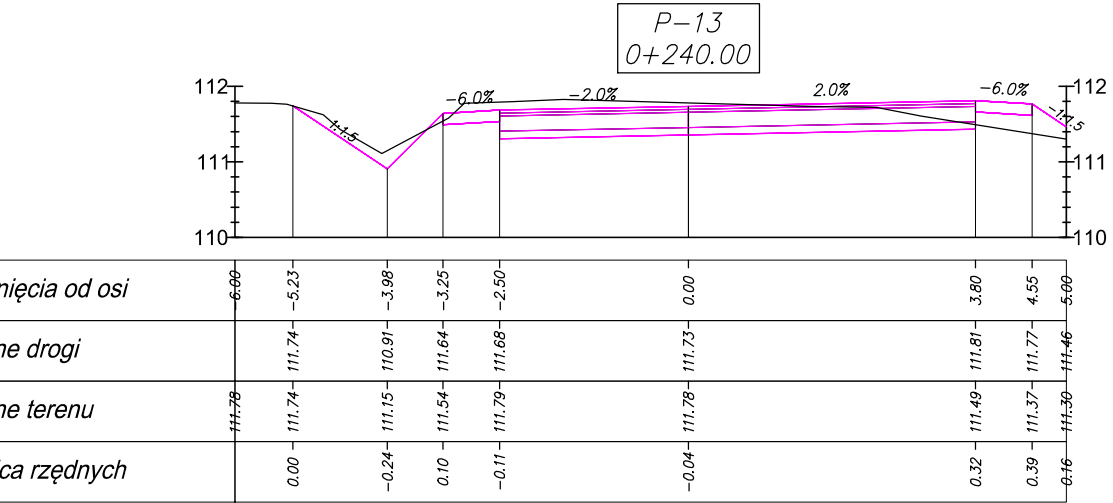 P-13
0+240.00
112
111
110
112
111
110
1:1.5
-6.0%
-2.0%
2.0%
-6.0%
-1:1.5
nięcia od osi
-6.00 -5.23 -3.98 -3.25 -2.50 0.00 3.80 4.55 5.00
ne drogi
111.74 110.91 111.64 111.68 111.73 111.81 111.77 111.46
ne terenu
111.78 111.74 111.15 111.54 111.79 111.78 111.49 111.37 111.30
ca rzędnych
0.00 -0.24 0.10 -0.11 -0.04 0.32 0.39 0.16